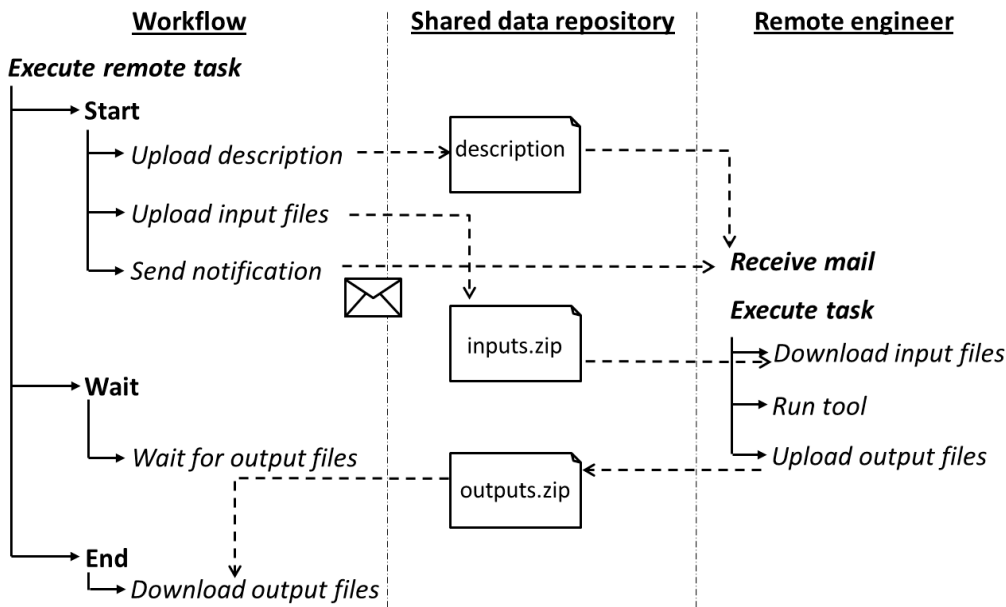 Workflow
Shared data repository
Remote engineer
Execute remote task
Start
Upload description
description
Upload input files
Send notification
Receive mail
Execute task
inputs.zip
Download input files
Wait
Run tool
Wait for output files
Upload output files
outputs.zip
End
Download output files